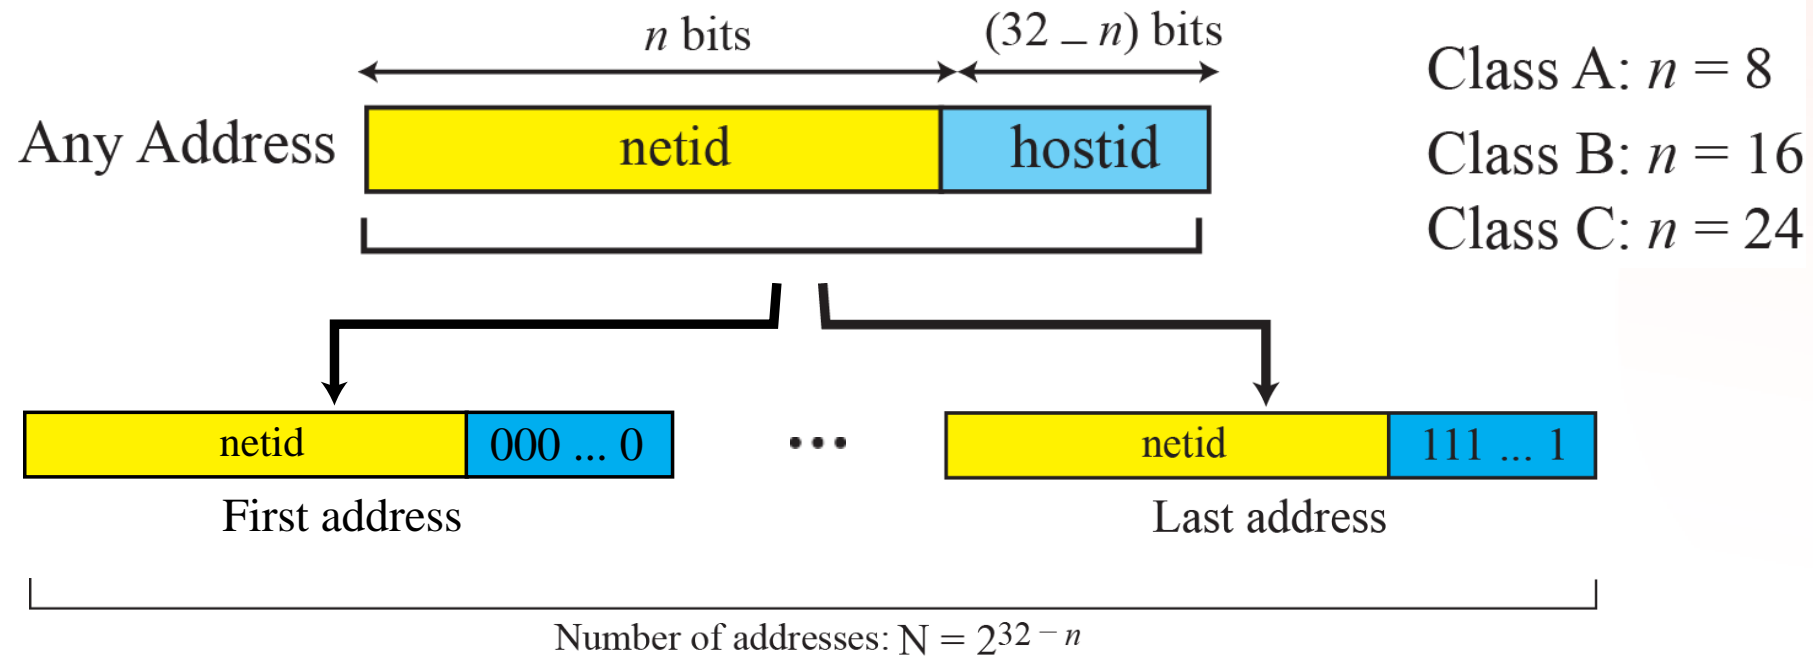 n bits
(32 – n) bits
Class A: n = 8
Any Address
netid
hostid
Class B: n = 16
Class C: n = 24
netid
000 ... 0
...
netid
111 ... 1
First address
Last address
Number of addresses: N = 2^{32 – n}